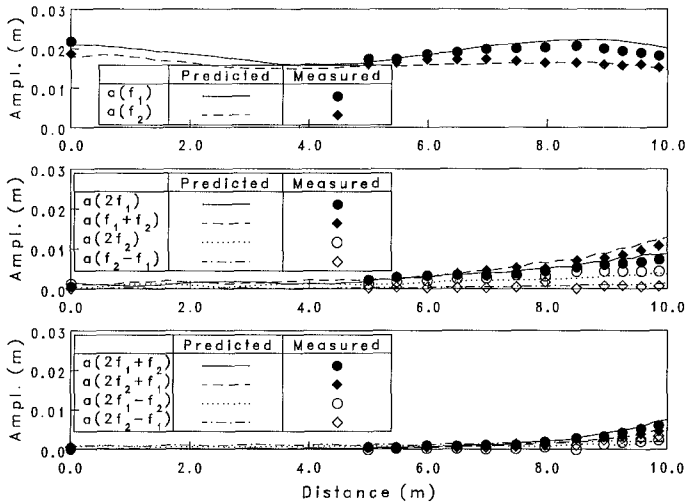 0.03
0.02
0.01
0.0
Ampl. (m)
Predicted Measured
a(f₁)
a(f₂)
0.0 2.0 4.0 6.0 8.0 10.0
0.03
0.02
0.01
0.00
Ampl. (m)
Predicted Measured
a(2f₁)
a(f₁+f₂)
a(2f₂)
a(f₂−f₁)
0.0 2.0 4.0 6.0 8.0 10.0
0.03
0.02
0.01
0.00
Ampl. (m)
Predicted Measured
a(2f₁+f₂)
a(2f₂+f₁)
a(2f₁−f₂)
a(2f₂−f₁)
0.0 2.0 4.0 6.0 8.0 10.0
Distance (m)